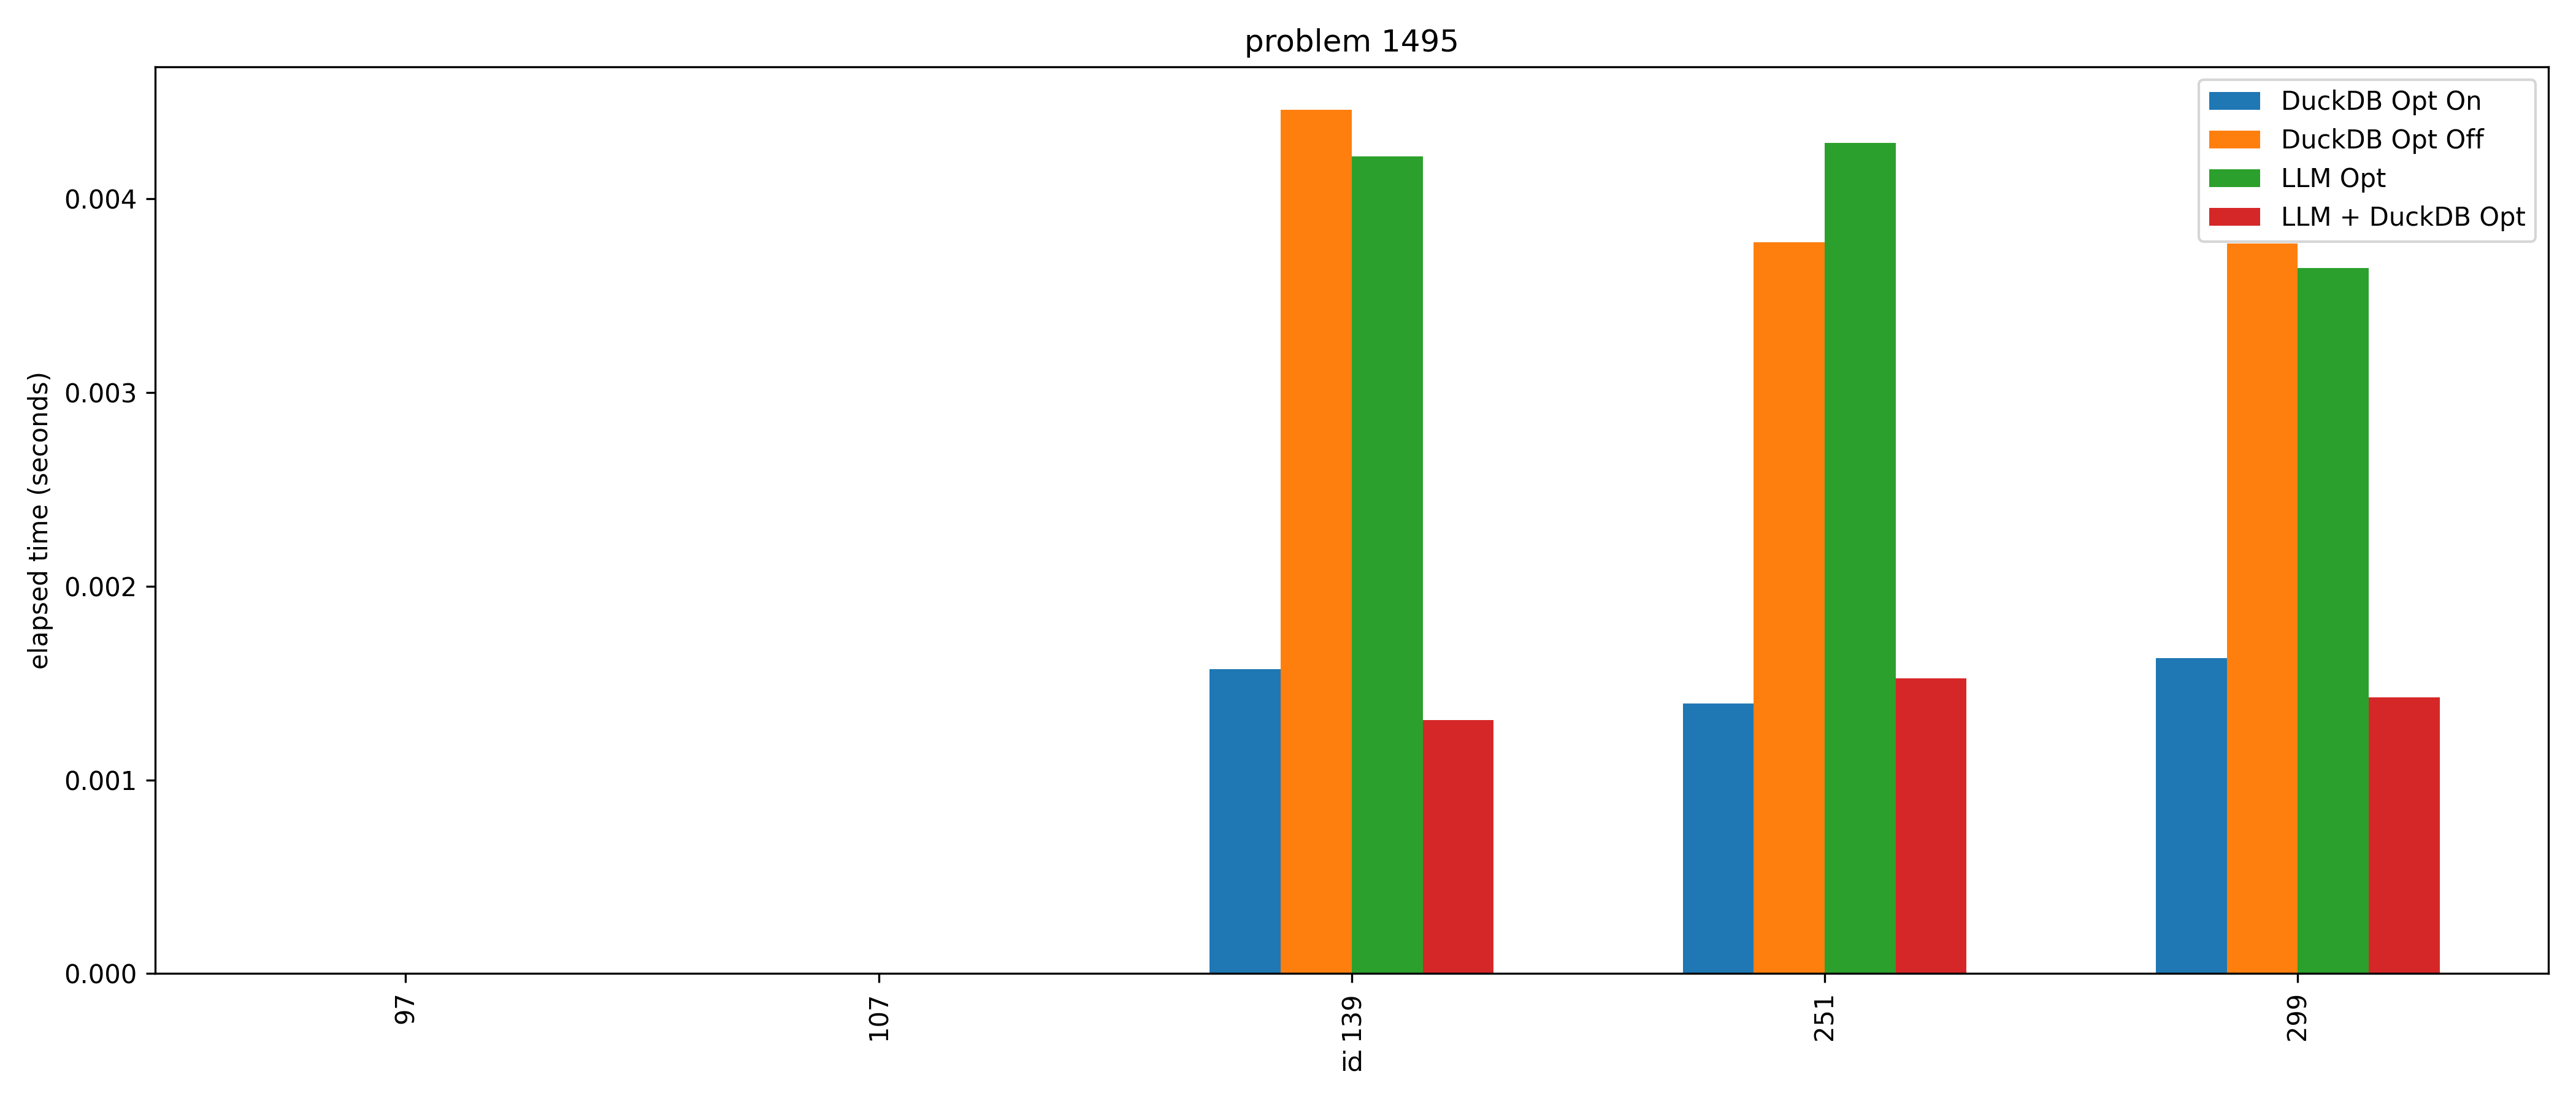 problem 1495
DuckDB Opt On
DuckDB Opt Off
LLM Opt
LLM + DuckDB Opt
elapsed time (seconds)
0.004
0.003
0.002
0.001
0.000
97
107
139
251
299
id